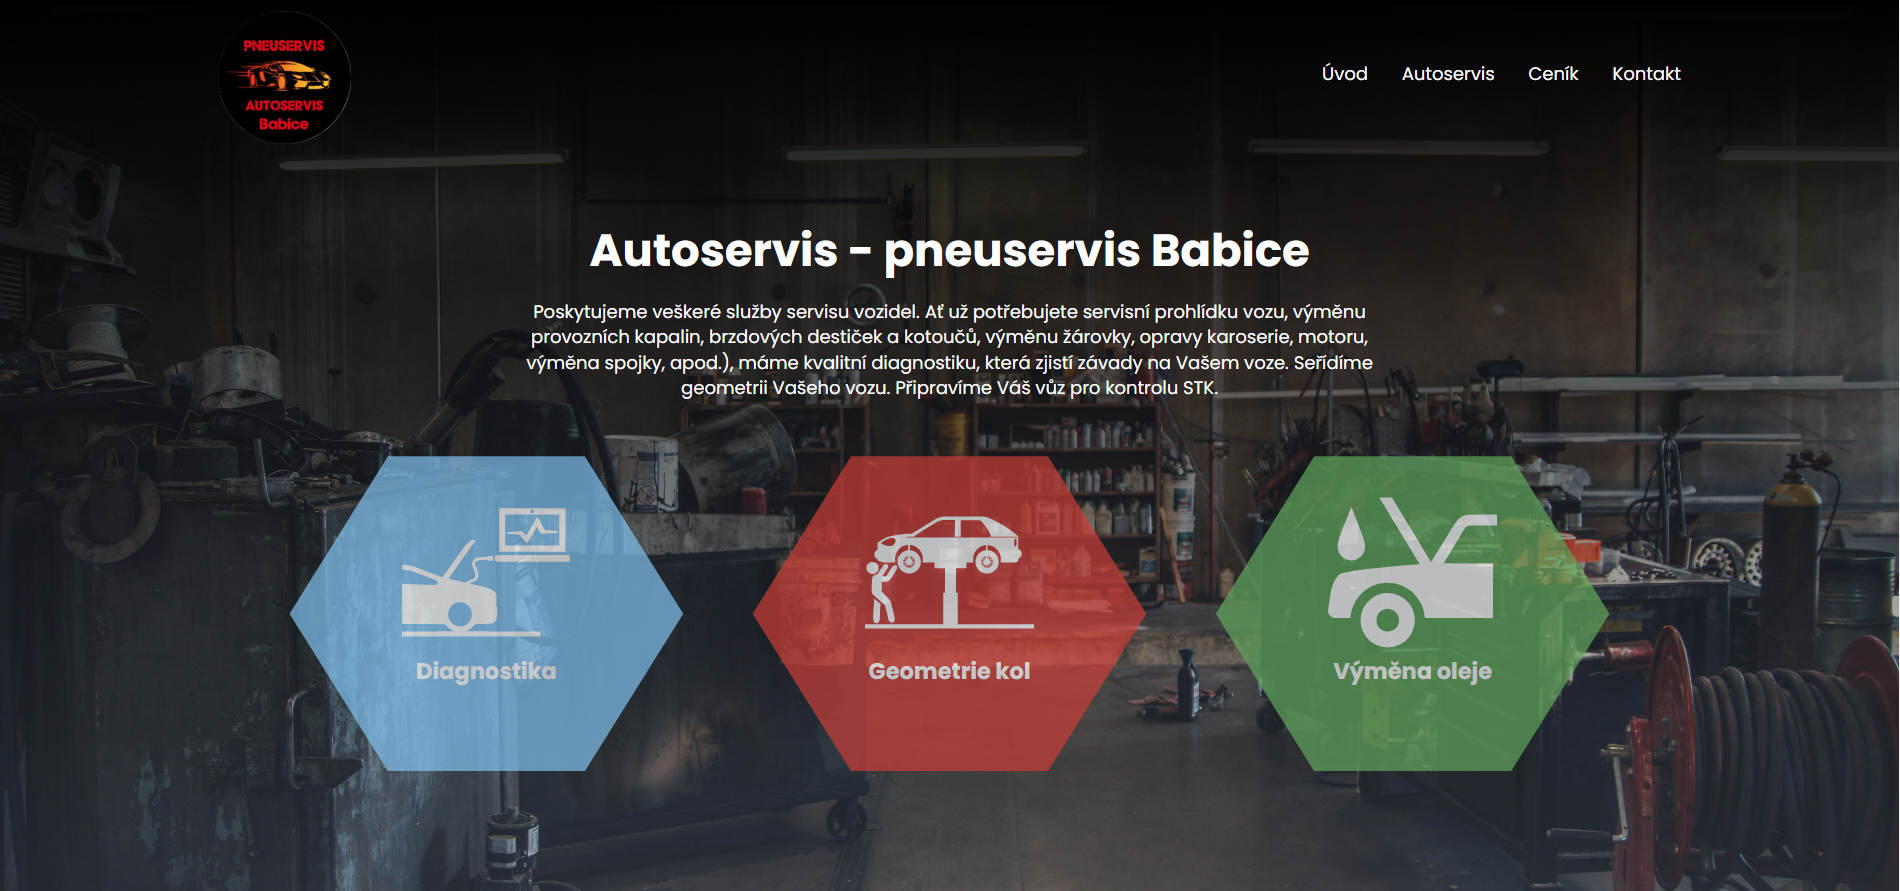 PNEUSERVIS
AUTOSERVIS
Babice
Úvod Autoservis Ceník Kontakt
Autoservis - pneuservis Babice
Poskytujeme veškeré služby servisu vozidel. Ať už potřebujete servisní prohlídku vozu, výměnu
provozních kapalin, brzdových destiček a kotoučů, výměnu žárovky, opravy karoserie, motoru,
výměna spojky, apod.), máme kvalitní diagnostiku, která zjistí závady na Vašem voze. Seřídíme
geometrii Vašeho vozu. Připravíme Váš vůz pro kontrolu STK.
Diagnostika
Geometrie kol
Výměna oleje